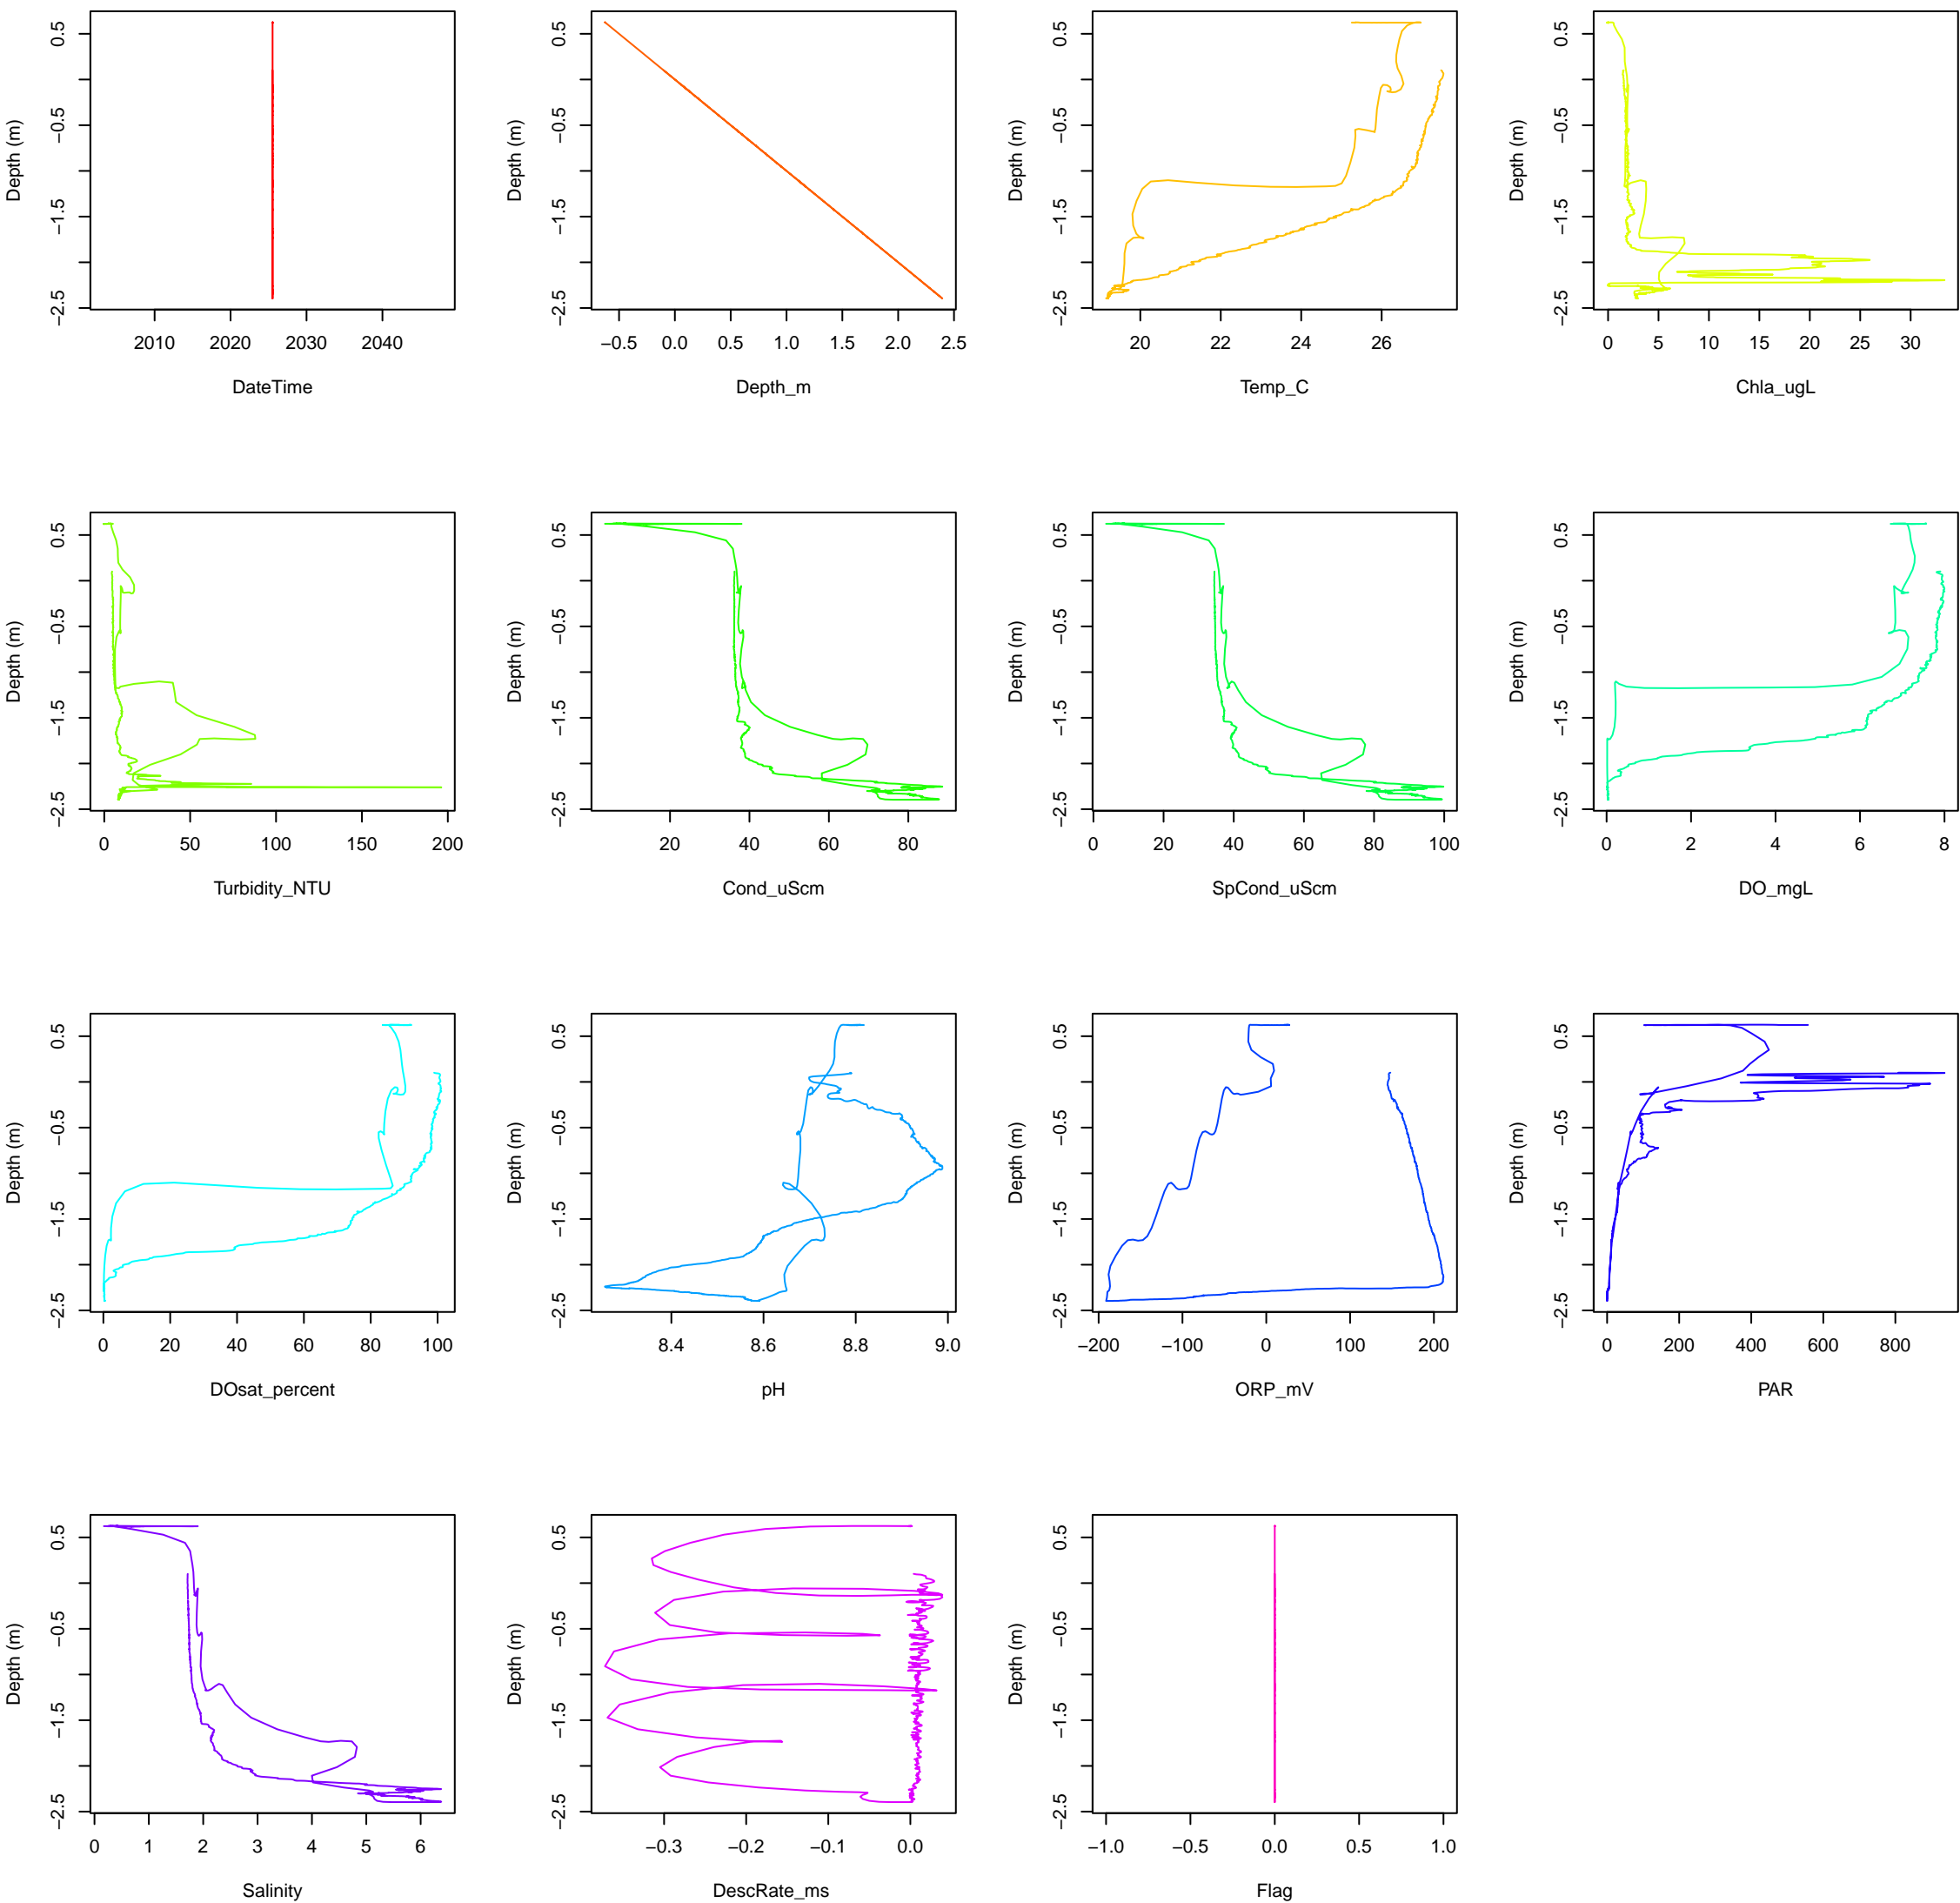 Depth (m)
0.5
−0.5
−1.5
−2.5
2010 2020 2030 2040
DateTime
Depth (m)
0.5
−0.5
−1.5
−2.5
−0.5 0.0 0.5 1.0 1.5 2.0 2.5
Depth_m
Depth (m)
0.5
−0.5
−1.5
−2.5
20 22 24 26
Temp_C
Depth (m)
0.5
−0.5
−1.5
−2.5
0 5 10 15 20 25 30
Chla_ugL
Depth (m)
0.5
−0.5
−1.5
−2.5
0 50 100 150 200
Turbidity_NTU
Depth (m)
0.5
−0.5
−1.5
−2.5
20 40 60 80
Cond_uScm
Depth (m)
0.5
−0.5
−1.5
−2.5
0 20 40 60 80 100
SpCond_uScm
Depth (m)
0.5
−0.5
−1.5
−2.5
0 2 4 6 8
DO_mgL
Depth (m)
0.5
−0.5
−1.5
−2.5
0 20 40 60 80 100
DOsat_percent
Depth (m)
0.5
−0.5
−1.5
−2.5
8.4 8.6 8.8 9.0
pH
Depth (m)
0.5
−0.5
−1.5
−2.5
−200 −100 0 100 200
ORP_mV
Depth (m)
0.5
−0.5
−1.5
−2.5
0 200 400 600 800
PAR
Depth (m)
0.5
−0.5
−1.5
−2.5
0 1 2 3 4 5 6
Salinity
Depth (m)
0.5
−0.5
−1.5
−2.5
−0.3 −0.2 −0.1 0.0
DescRate_ms
Depth (m)
0.5
−0.5
−1.5
−2.5
−1.0 −0.5 0.0 0.5 1.0
Flag